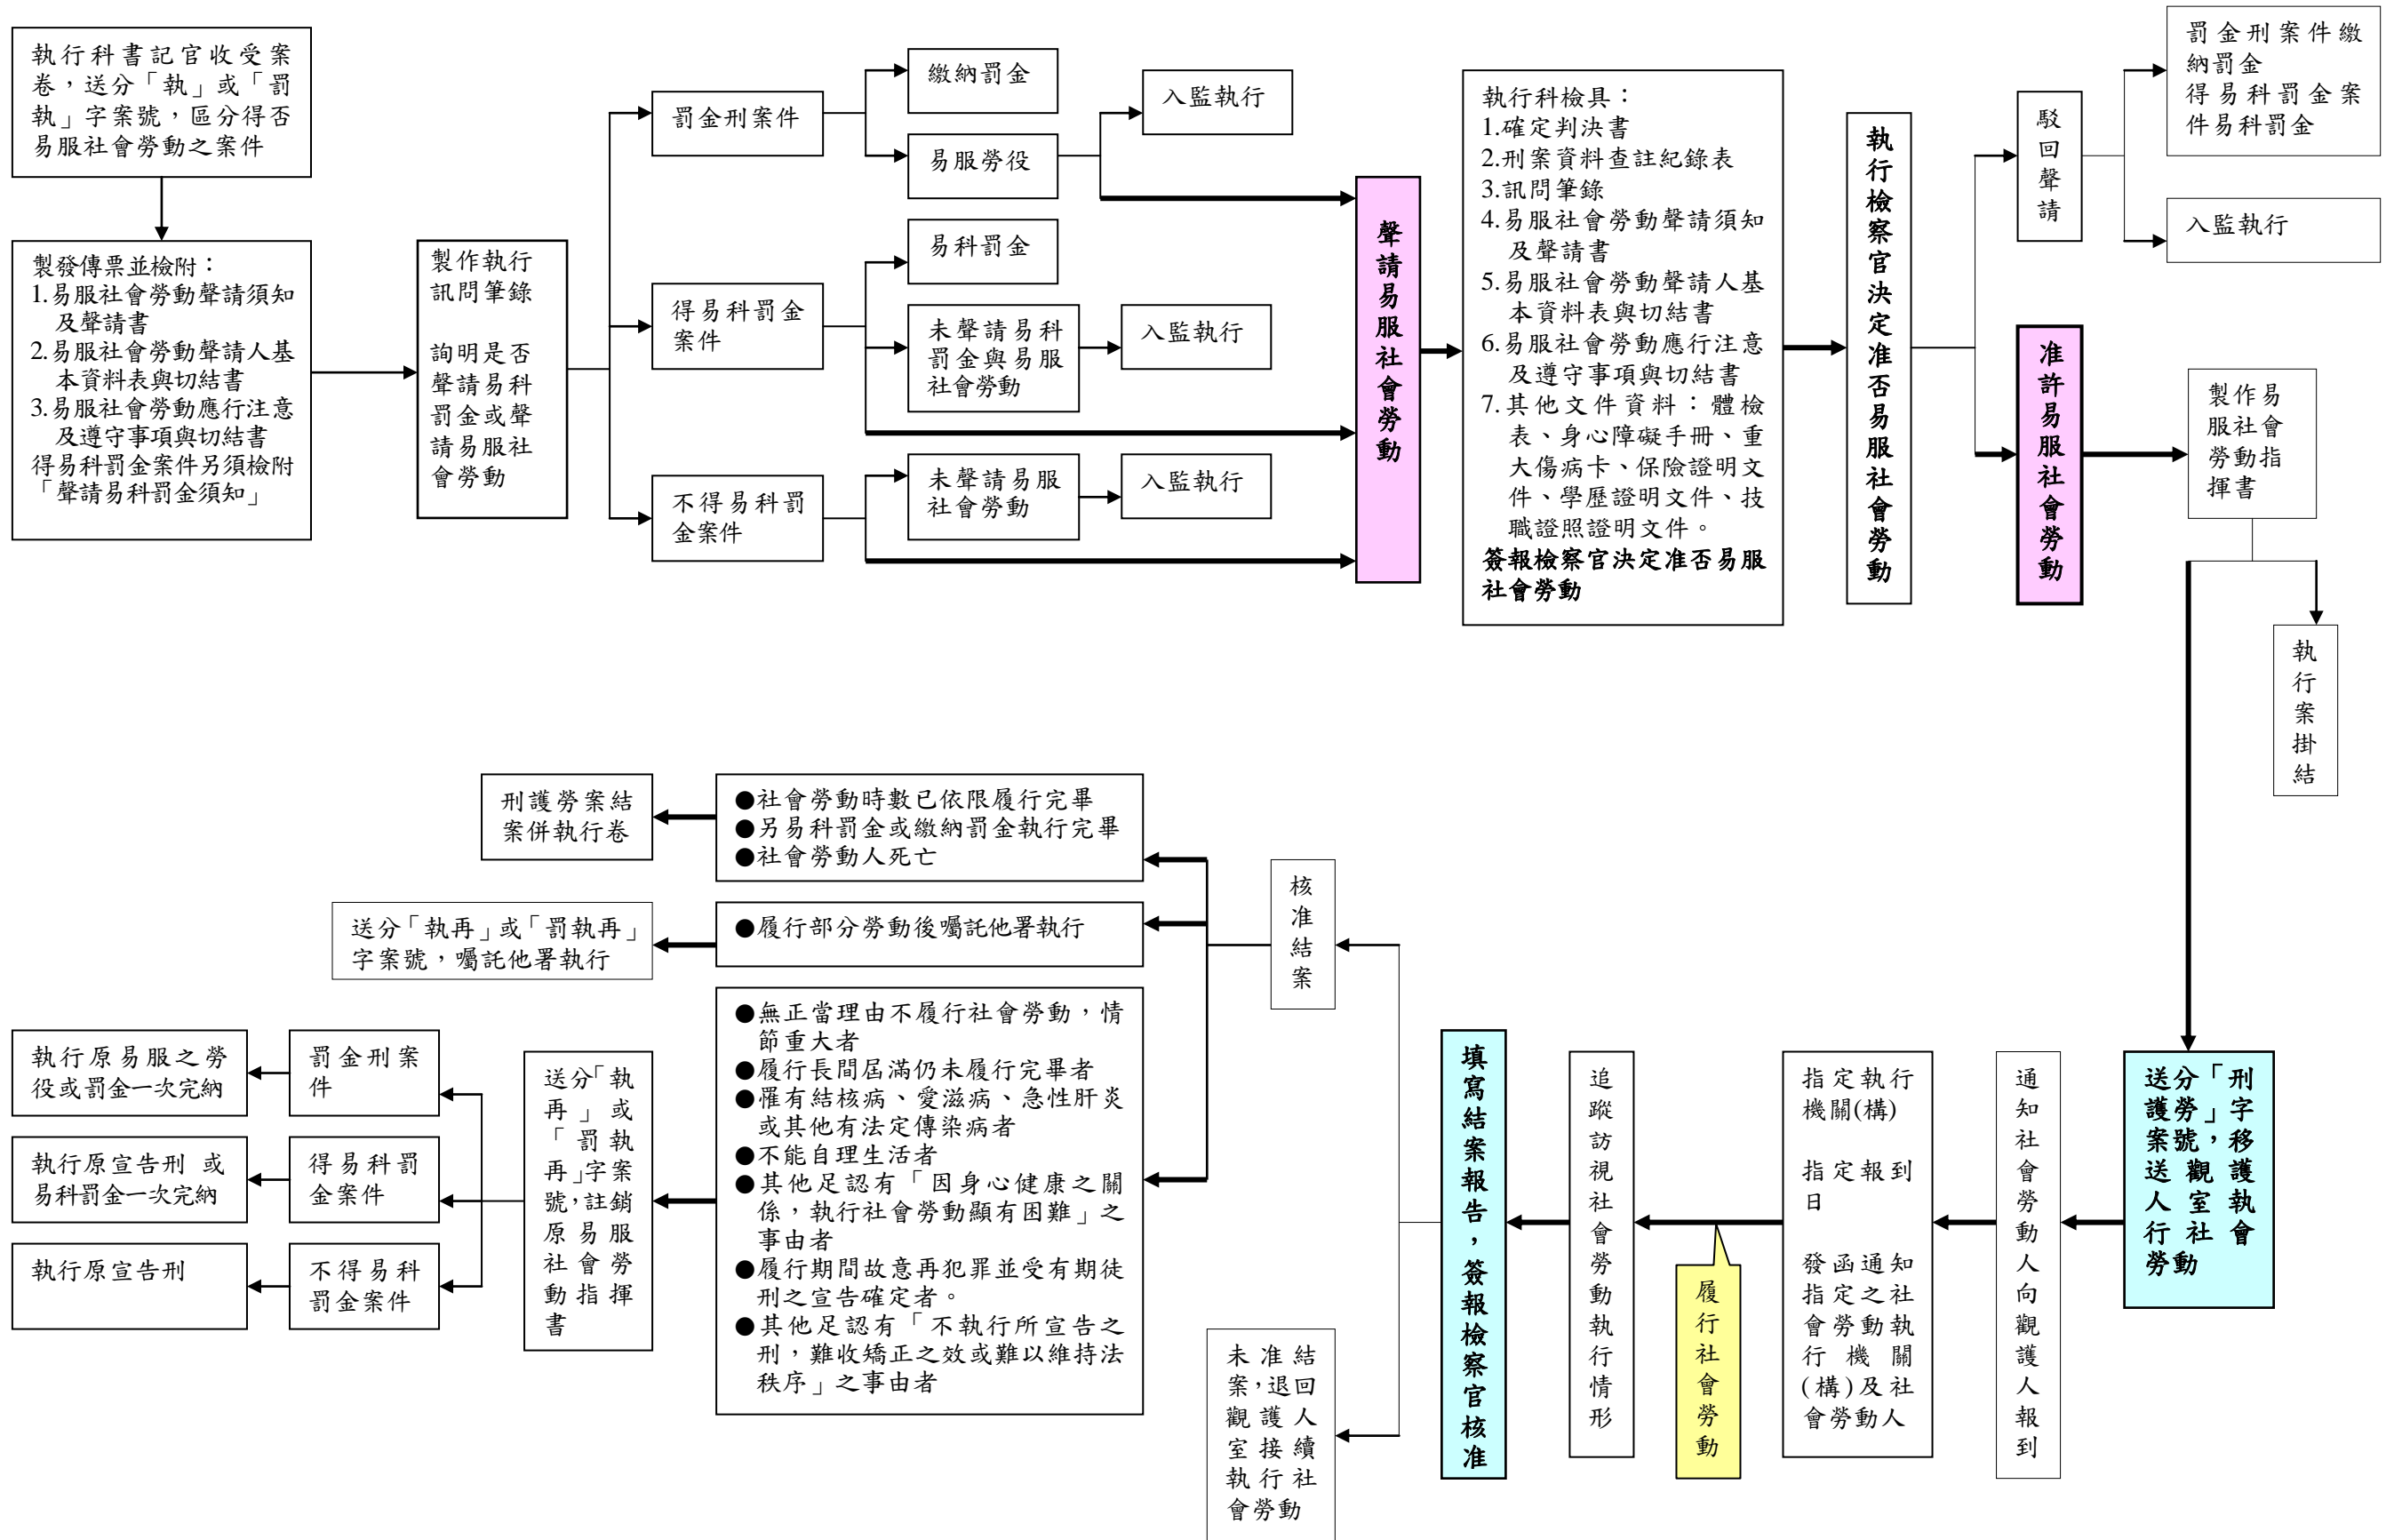 執行科書記官收受案
卷，送分「執」或「罰
執」字案號，區分得否
易服社會勞動之案件
製發傳票並檢附：
1.易服社會勞動聲請須知
及聲請書
2.易服社會勞動聲請人基
本資料表與切結書
3.易服社會勞動應行注意
及遵守事項與切結書
得易科罰金案件另須檢附
「聲請易科罰金須知」
製作執行
訊問筆錄
詢明是否
聲請易科
罰金或聲
請易服社
會勞動
罰金刑案件
繳納罰金
易服勞役
入監執行
得易科罰金
案件
易科罰金
未聲請易科
罰金與易服
社會勞動
入監執行
不得易科罰
金案件
未聲請易服
社會勞動
入監執行
聲請易服社會勞動
執行科檢具：
1.確定判決書
2.刑案資料查註紀錄表
3.訊問筆錄
4.易服社會勞動聲請須知
及聲請書
5.易服社會勞動聲請人基
本資料表與切結書
6.易服社會勞動應行注意
及遵守事項與切結書
7.其他文件資料：體檢
表、身心障礙手冊、重
大傷病卡、保險證明文
件、學歷證明文件、技
職證照證明文件。
簽報檢察官決定准否易服
社會勞動
執行檢察官決定准否易服社會勞動
駁回聲請
罰金刑案件繳
納罰金
得易科罰金案
件易科罰金
入監執行
准許易服社會勞動
製作易
服社會
勞動指
揮書
執行案掛結
送分「刑
護勞」字
案號，移
送觀護
人室執
行社會
勞動
通知社會勞動人向觀護人報到
指定執行
機關(構)
指定報到
日
發函通知
指定之社
會勞動執
行機關
(構)及社
會勞動人
履行社會勞動
追蹤訪視社會勞動執行情形
填寫結案報告，簽報檢察官核准
核准結案
未准結
案，退回
觀護人
室接續
執行社
會勞動
●社會勞動時數已依限履行完畢
●另易科罰金或繳納罰金執行完畢
●社會勞動人死亡
刑護勞案結
案併執行卷
●履行部分勞動後囑託他署執行
送分「執再」或「罰執再」
字案號，囑託他署執行
●無正當理由不履行社會勞動，情
節重大者
●履行長間屆滿仍未履行完畢者
●罹有結核病、愛滋病、急性肝炎
或其他有法定傳染病者
●不能自理生活者
●其他足認有「因身心健康之關
係，執行社會勞動顯有困難」之
事由者
●履行期間故意再犯罪並受有期徒
刑之宣告確定者。
●其他足認有「不執行所宣告之
刑，難收矯正之效或難以維持法
秩序」之事由者
送分「執
再」或
「罰執
再」字案
號，註銷
原易服
社會勞
動指揮
書
罰金刑案
件
執行原易服之勞
役或罰金一次完納
得易科罰
金案件
執行原宣告刑 或
易科罰金一次完納
不得易科
罰金案件
執行原宣告刑